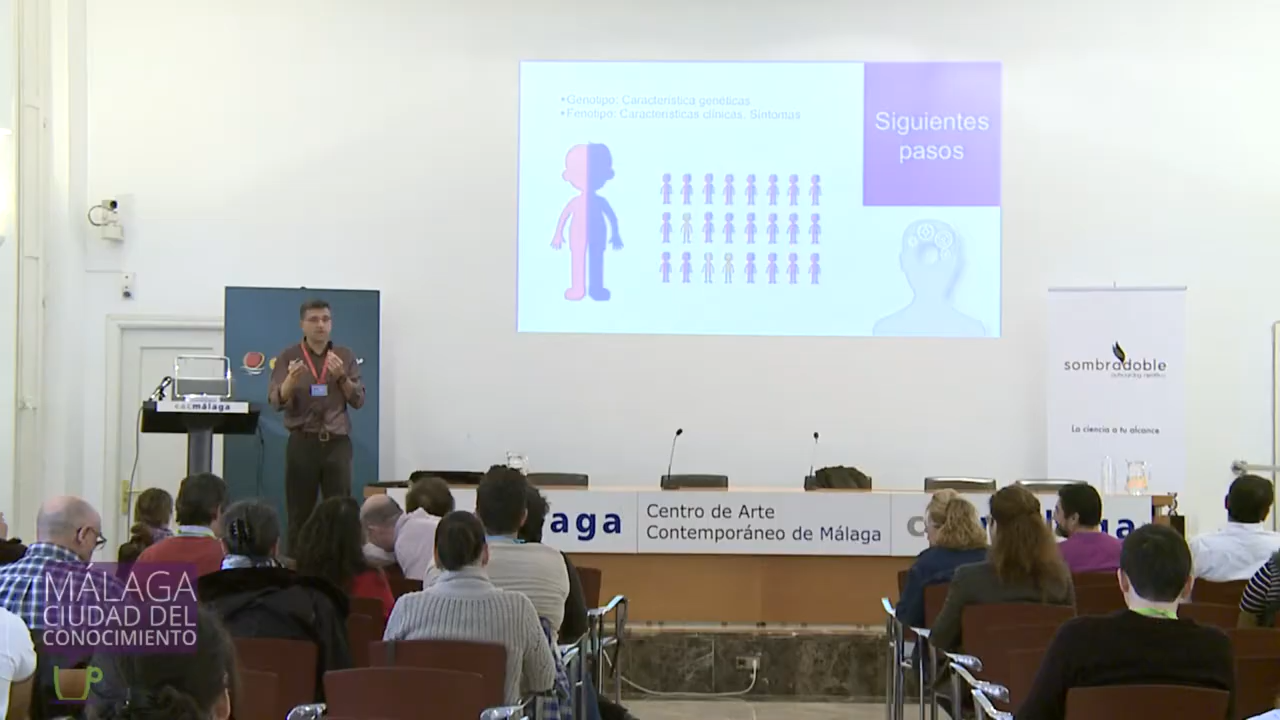 •Genotipo: Característica genéticas
•Fenotipo: Características clínicas. Síntomas
Siguientes
pasos
sombradoble
La ciencia a tu alcance
cacmálaga
aga
Centro de Arte
Contemporáneo de Málaga
MÁLAGA
CIUDAD DEL
CONOCIMIENTO